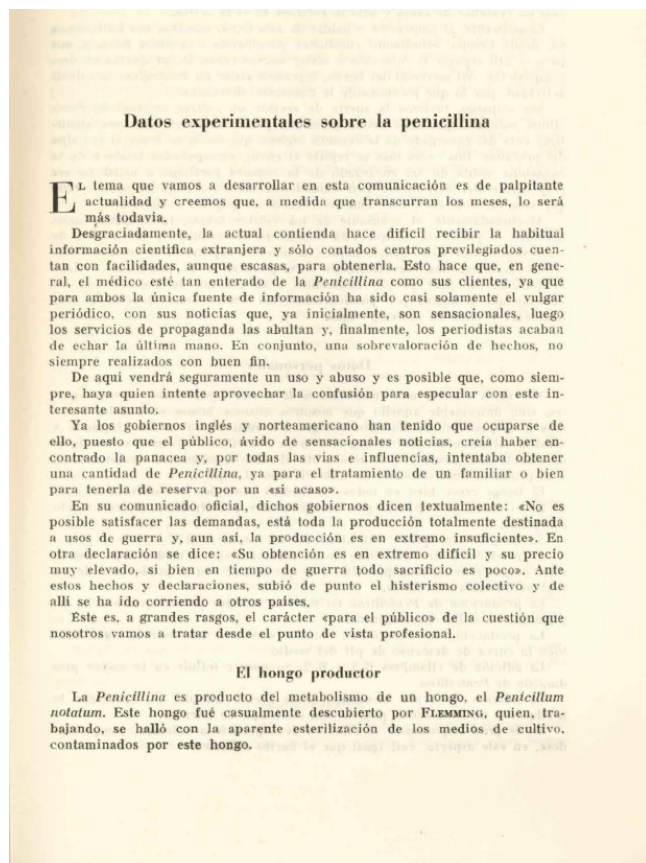 Datos experimentales sobre la penicillina
EL tema que vamos a desarrollar en esta comunicación es de palpitante
actualidad y creemos que, a medida que transcurran los meses, lo será
más todavía.
Desgraciadamente, la actual contienda hace difícil recibir la habitual
información científica extranjera y sólo contados centros previlegiados cuen-
tan con facilidades, aunque escasas, para obtenerla. Esto hace que, en gene-
ral, el médico esté tan enterado de la Penicillina como sus clientes, ya que
para ambos la única fuente de información ha sido casi solamente el vulgar
periódico, con sus noticias que, ya inicialmente, son sensacionales, luego
los servicios de propaganda las abultan y, finalmente, los periodistas acaban
de echar la última mano. En conjunto, una sobrevaloración de hechos, no
siempre realizados con buen fin.
De aquí vendrá seguramente un uso y abuso y es posible que, como siem-
pre, haya quien intente aprovechar la confusión para especular con este in-
teresante asunto.
Ya los gobiernos inglés y norteamericano han tenido que ocuparse de
ello, puesto que el público, ávido de sensacionales noticias, creía haber en-
contrado la panacea y, por todas las vías e influencias, intentaba obtener
una cantidad de Penicillina, ya para el tratamiento de un familiar o bien
para tenerla de reserva por un «si acaso».
En su comunicado oficial, dichos gobiernos dicen textualmente: «No es
posible satisfacer las demandas, está toda la producción totalmente destinada
a usos de guerra y, aun así, la producción es en extremo insuficiente». En
otra declaración se dice: «Su obtención es en extremo difícil y su precio
muy elevado, si bien en tiempo de guerra todo sacrificio es poco». Ante
estos hechos y declaraciones, subió de punto el histerismo colectivo y de
allí se ha ido corriendo a otros países.
Éste es, a grandes rasgos, el carácter «para el público» de la cuestión que
nosotros vamos a tratar desde el punto de vista profesional.
El hongo productor
La Penicillina es producto del metabolismo de un hongo, el Penicillum
notatum. Este hongo fué casualmente descubierto por FLEMMING, quien, tra-
bajando, se halló con la aparente esterilización de los medios de cultivo,
contaminados por este hongo.